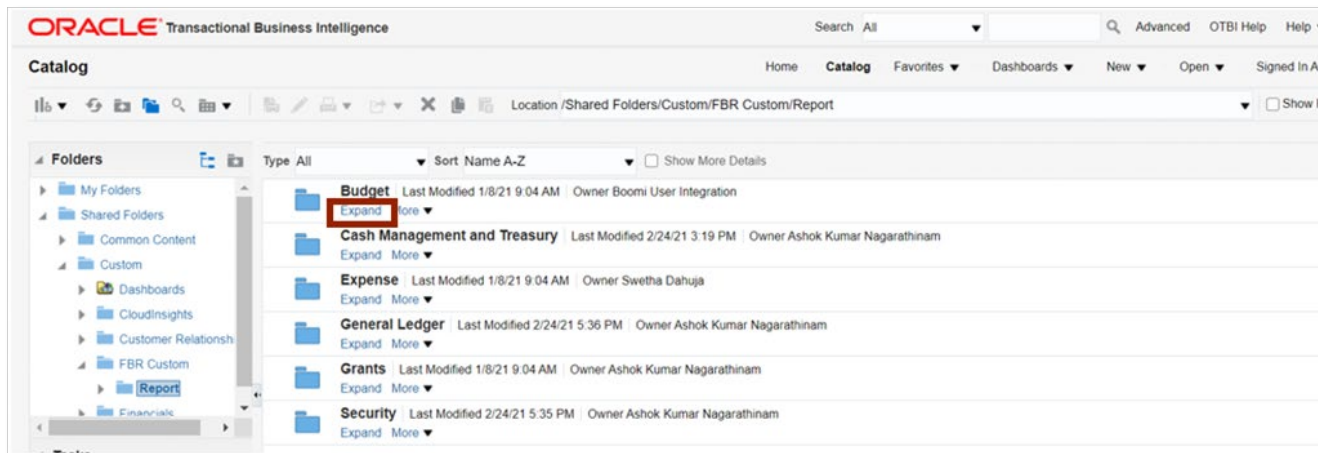 ORACLE Transactional Business Intelligence Search All Advanced OTBI Help Help
Catalog Home Catalog Favorites Dashboards New Open Signed In A
Location /Shared Folders/Custom/FBR Custom/Report Show
Folders Type All Sort Name A-Z Show More Details
My Folders
Shared Folders
Common Content
Custom
Dashboards
CloudInsights
Customer Relationsh
FBR Custom
Report
Financials
Budget Last Modified 1/8/21 9:04 AM Owner Boomi User Integration
Expand More
Cash Management and Treasury Last Modified 2/24/21 3:19 PM Owner Ashok Kumar Nagarathinam
Expand More
Expense Last Modified 1/8/21 9:04 AM Owner Swetha Dahuja
Expand More
General Ledger Last Modified 2/24/21 5:36 PM Owner Ashok Kumar Nagarathinam
Expand More
Grants Last Modified 1/8/21 9:04 AM Owner Ashok Kumar Nagarathinam
Expand More
Security Last Modified 2/24/21 5:35 PM Owner Ashok Kumar Nagarathinam
Expand More